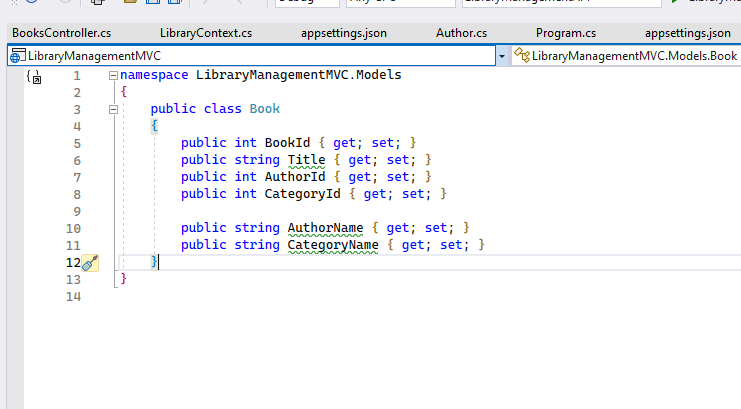 BooksController.cs LibraryContext.cs appsettings.json Author.cs Program.cs appsettings.json
LibraryManagementMVC LibraryManagementMVC.Models.Book
1 namespace LibraryManagementMVC.Models
2 {
3 public class Book
4 {
5 public int BookId { get; set; }
6 public string Title { get; set; }
7 public int AuthorId { get; set; }
8 public int CategoryId { get; set; }
9
10 public string AuthorName { get; set; }
11 public string CategoryName { get; set; }
12 }
13 }
14